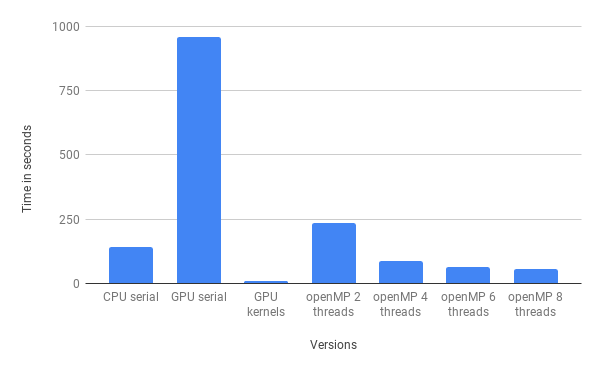 1000
750
500
250
0
Time in seconds
CPU serial
GPU serial
GPU
kernels
openMP 2
threads
openMP 4
threads
openMP 6
threads
openMP 8
threads
Versions